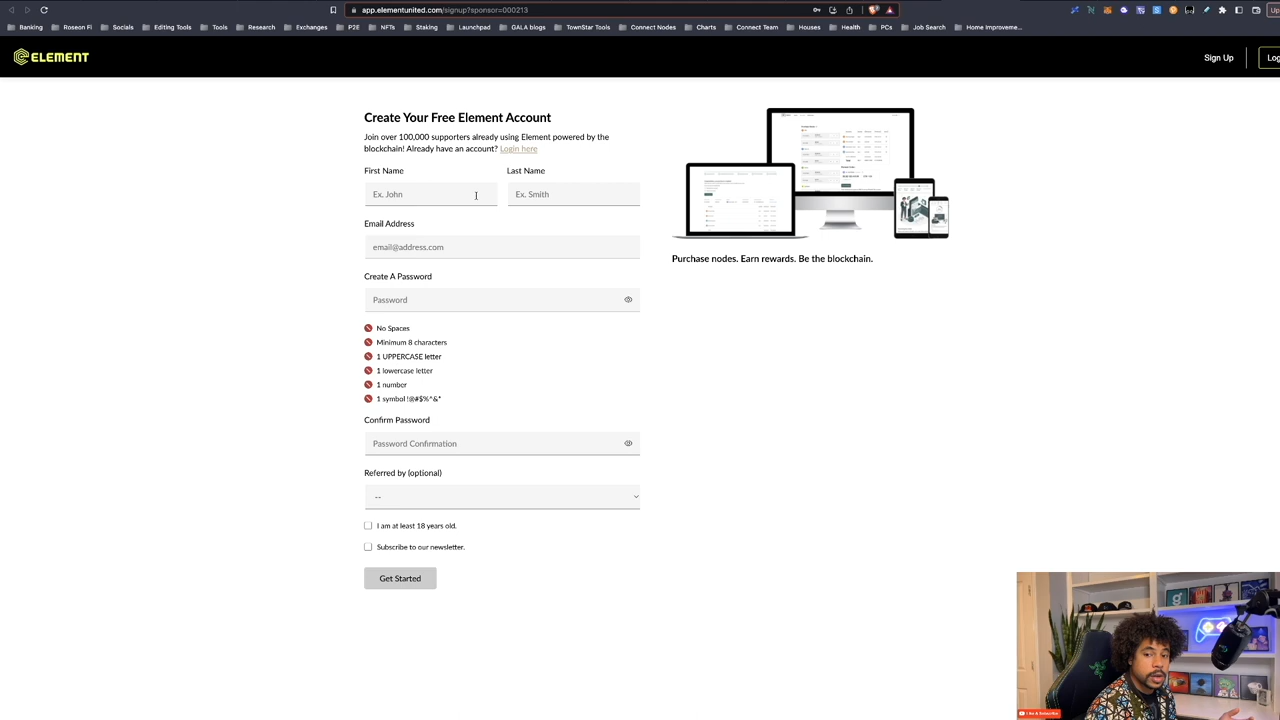 app.elementunited.com/signup?sponsor=000213
Banking Roseon Fi Socials Editing Tools Tools Research Exchanges P2E NFTs Staking Launchpad GALA blogs TownStar Tools Connect Nodes Charts Connect Team Houses Health PCs Job Search Home Improveme...
ELEMENT
Sign Up
Log
Create Your Free Element Account
Join over 100,000 supporters already using Element powered by the
blockchain! Already have an account? Login here
First Name Last Name
Ex. John Ex. Smith
Email Address
email@address.com
Create A Password
Password
No Spaces
Minimum 8 characters
1 UPPERCASE letter
1 lowercase letter
1 number
1 symbol !@#$%^&*
Confirm Password
Password Confirmation
Referred by (optional)
--
I am at least 18 years old.
Subscribe to our newsletter.
Get Started
Purchase nodes. Earn rewards. Be the blockchain.
Like & Subscribe